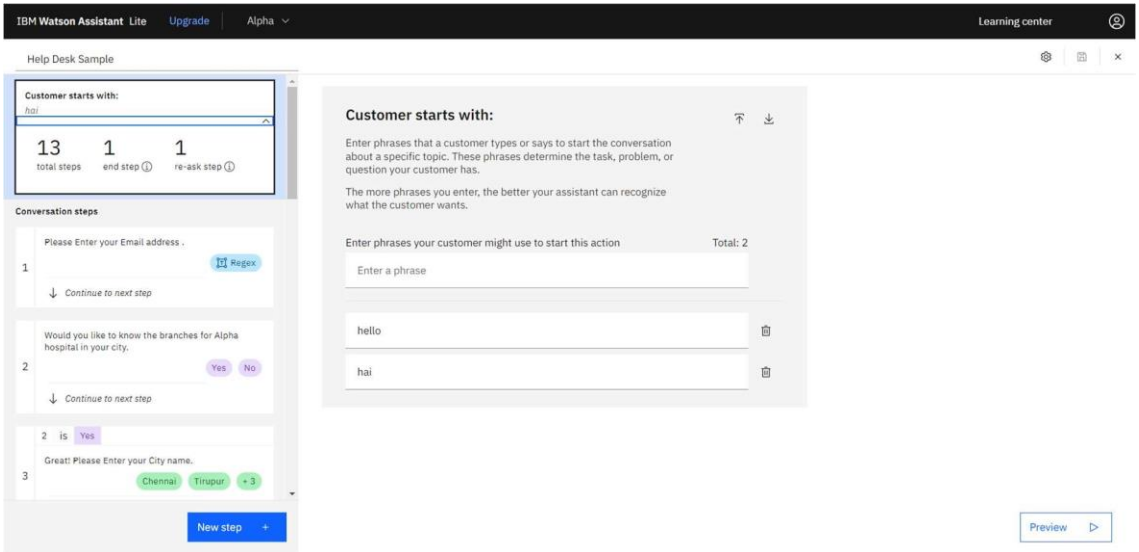 IBM Watson Assistant Lite Upgrade Alpha Learning center
Help Desk Sample
Customer starts with:
hai
13 1 1
total steps end step re-ask step
Conversation steps
1
Please Enter your Email address .
Regex
Continue to next step
2
Would you like to know the branches for Alpha
hospital in your city.
Yes No
Continue to next step
3
2 is Yes
Great! Please Enter your City name.
Chennai Tirupur + 3
New step +
Customer starts with:
Enter phrases that a customer types or says to start the conversation
about a specific topic. These phrases determine the task, problem, or
question your customer has.
The more phrases you enter, the better your assistant can recognize
what the customer wants.
Enter phrases your customer might use to start this action Total: 2
Enter a phrase
hello
hai
Preview